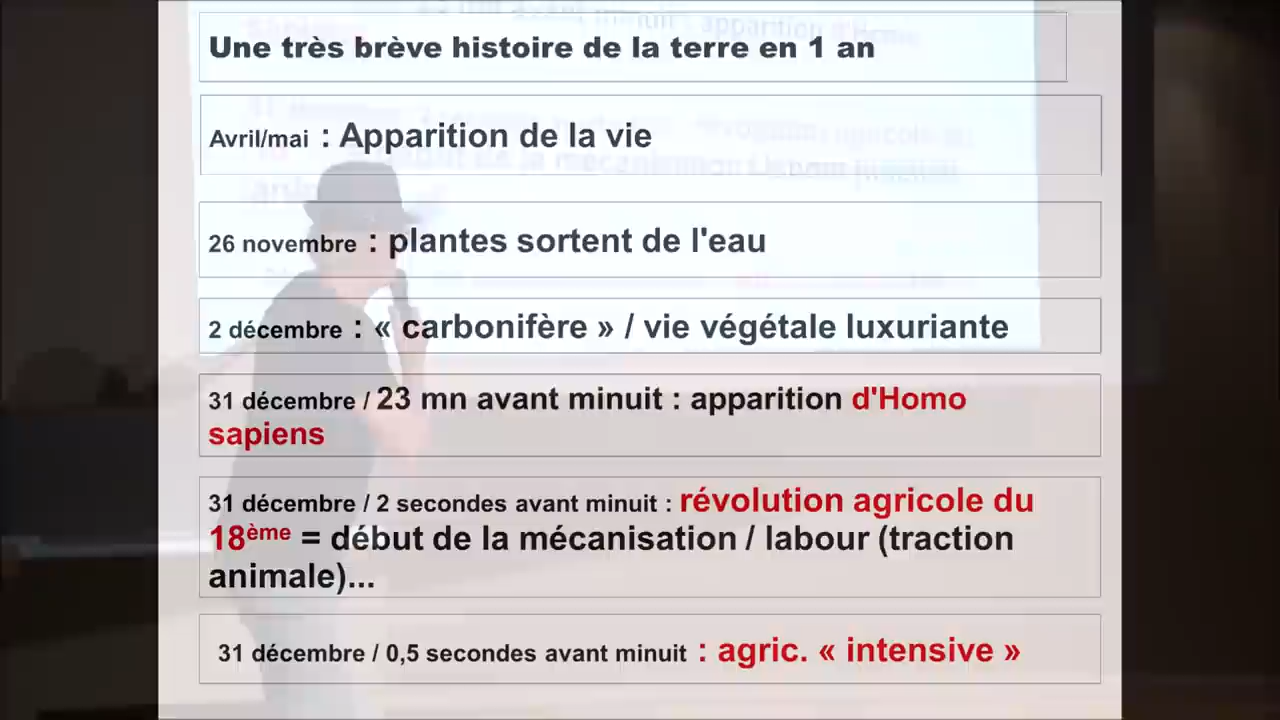 Une très brève histoire de la terre en 1 an
Avril/mai : Apparition de la vie
26 novembre : plantes sortent de l'eau
2 décembre : « carbonifère » / vie végétale luxuriante
31 décembre / 23 mn avant minuit : apparition d'Homo
sapiens
31 décembre / 2 secondes avant minuit : révolution agricole du
18ème = début de la mécanisation / labour (traction
animale)...
31 décembre / 0,5 secondes avant minuit : agric. « intensive »